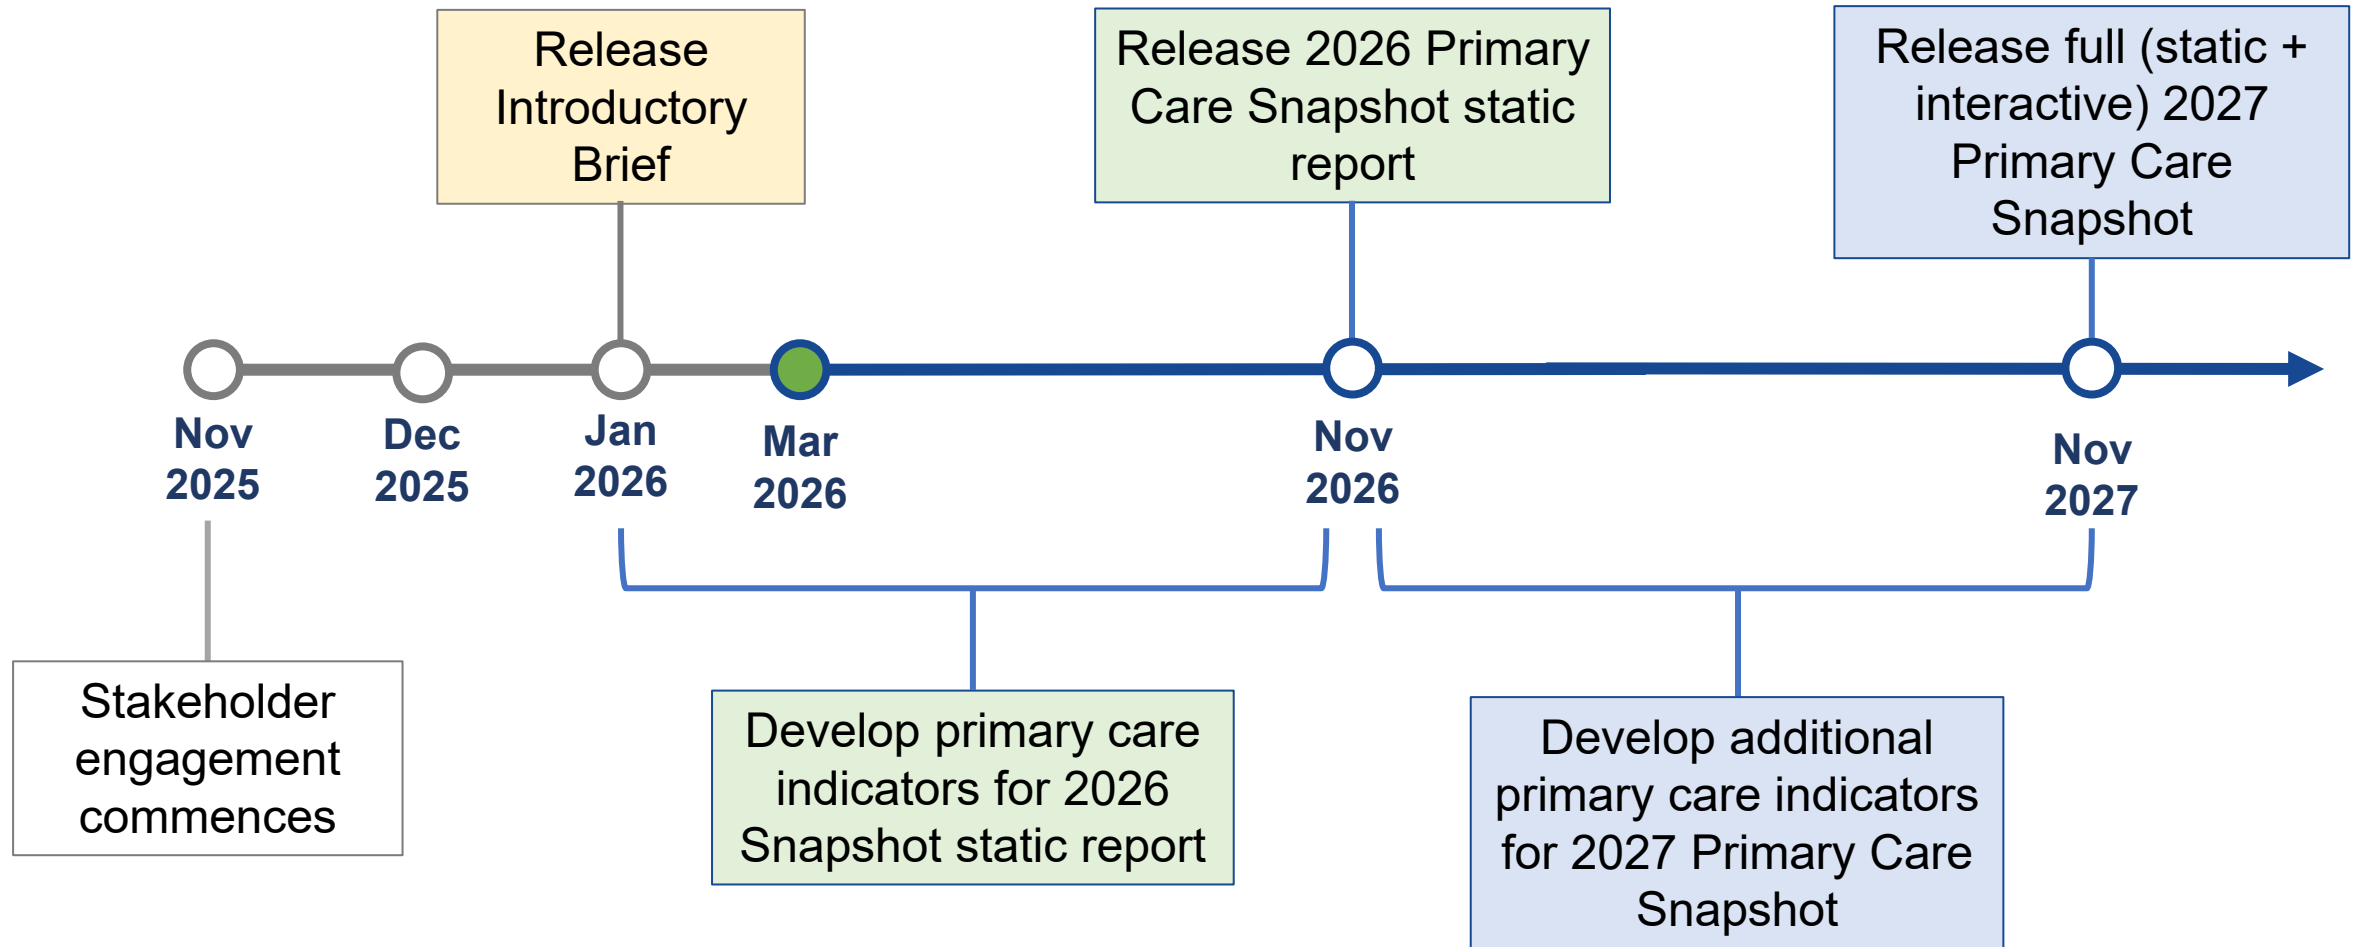 Release
Introductory
Brief
Release 2026 Primary
Care Snapshot static
report
Release full (static +
interactive) 2027
Primary Care
Snapshot
Nov
2025
Dec
2025
Jan
2026
Mar
2026
Nov
2026
Nov
2027
Stakeholder
engagement
commences
Develop primary care
indicators for 2026
Snapshot static report
Develop additional
primary care indicators
for 2027 Primary Care
Snapshot